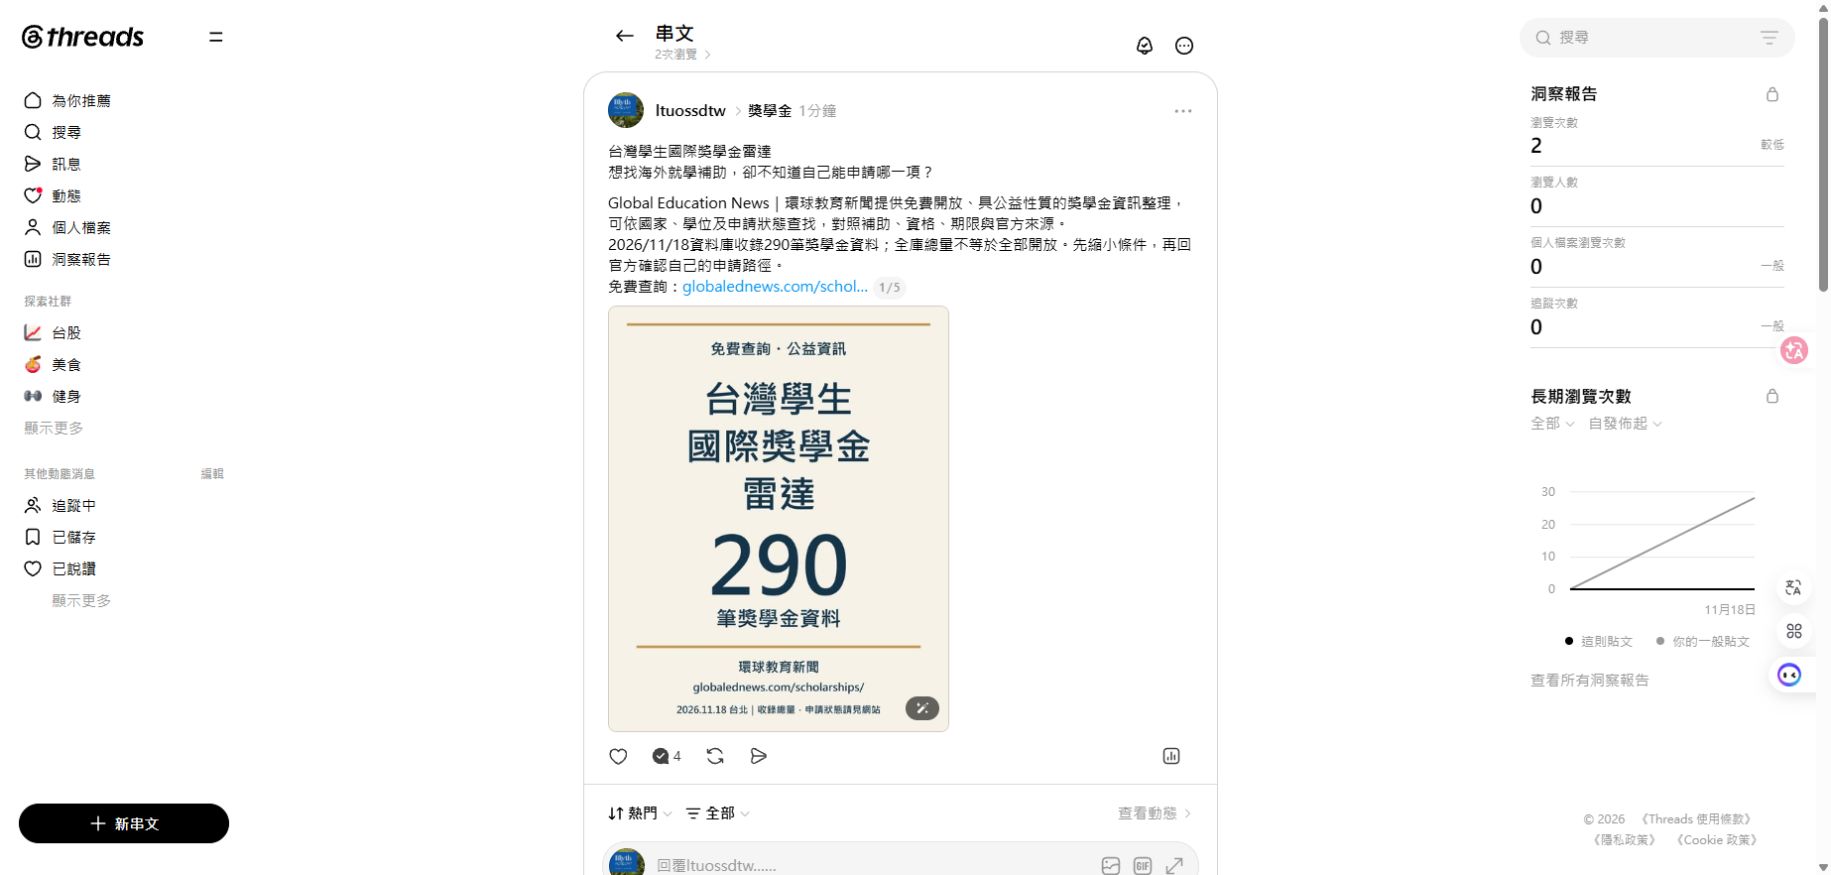 threads
為你推薦
搜尋
訊息
動態
個人檔案
洞察報告
探索社群
台股
美食
健身
顯示更多
其他動態消息 編輯
追蹤中
已儲存
已說讚
顯示更多
新串文
串文
2次瀏覽
ltuossdtw > 獎學金 1分鐘
台灣學生國際獎學金雷達
想找海外就學補助，卻不知道自己能申請哪一項？
Global Education News｜環球教育新聞提供免費開放、具公益性質的獎學金資訊整理，
可依國家、學位及申請狀態查找，對照補助、資格、期限與官方來源。
2026/11/18資料庫收錄290筆獎學金資料；全庫總量不等於全部開放。先縮小條件，再回
官方確認自己的申請路徑。
免費查詢：globalednews.com/schol... 1/5
免費查詢・公益資訊
台灣學生
國際獎學金
雷達
290
筆獎學金資料
環球教育新聞
globalednews.com/scholarships/
2026.11.18 台北｜收錄總量・申請狀態請見網站
4
熱門 全部 查看動態
回覆ltuossdtw......
GIF
搜尋
洞察報告
瀏覽次數
2 較低
瀏覽人數
0
個人檔案瀏覽次數
0 一般
追蹤次數
0 一般
長期瀏覽次數
全部 自發佈起
30
20
10
0
11月18日
這則貼文 你的一般貼文
查看所有洞察報告
© 2026 《Threads 使用條款》
《隱私政策》 《Cookie 政策》